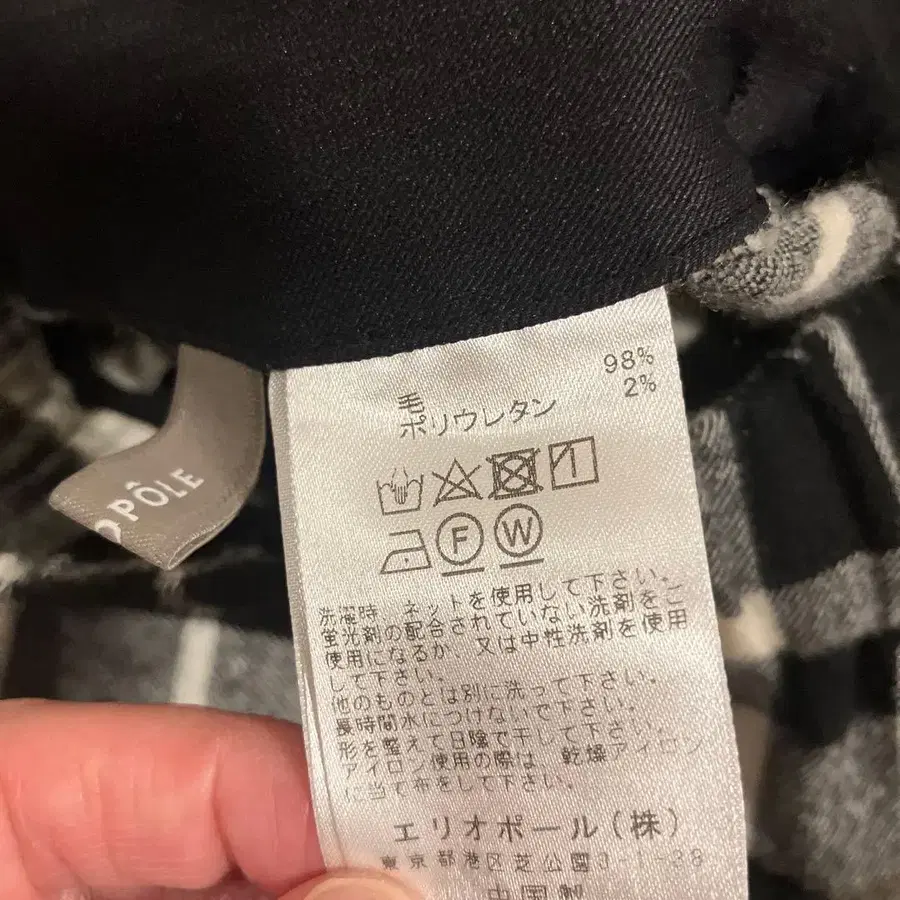 毛 98%
ポリウレタン 2%
PÔLE
F W
洗濯時、ネットを使用して下さい。
蛍光剤の配合されていない洗剤をご
使用になるか、又は中性洗剤を使用
して下さい。
他のものとは別に洗って下さい。
長時間水につけないで下さい。
形を整えて日陰で干して下さい。
アイロン使用の際は、乾燥アイロン
に当て布をして下さい。
エリオポール(株)
東京都港区芝公園3-1-38
中国製